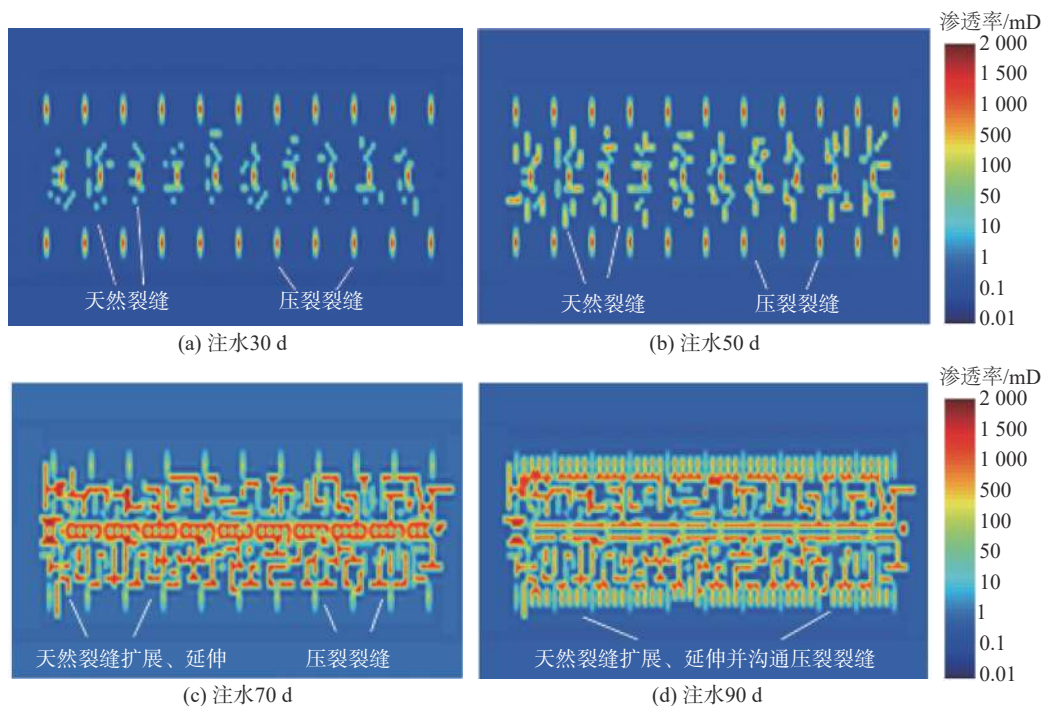 渗透率/mD
2 000
1 500
1 000
500
100
50
10
1
0.1
0.01
天然裂缝
压裂裂缝
天然裂缝
压裂裂缝
(a) 注水30 d
(b) 注水50 d
渗透率/mD
2 000
1 500
1 000
500
100
50
10
1
0.1
0.01
天然裂缝扩展、延伸
压裂裂缝
天然裂缝扩展、延伸并沟通压裂裂缝
(c) 注水70 d
(d) 注水90 d